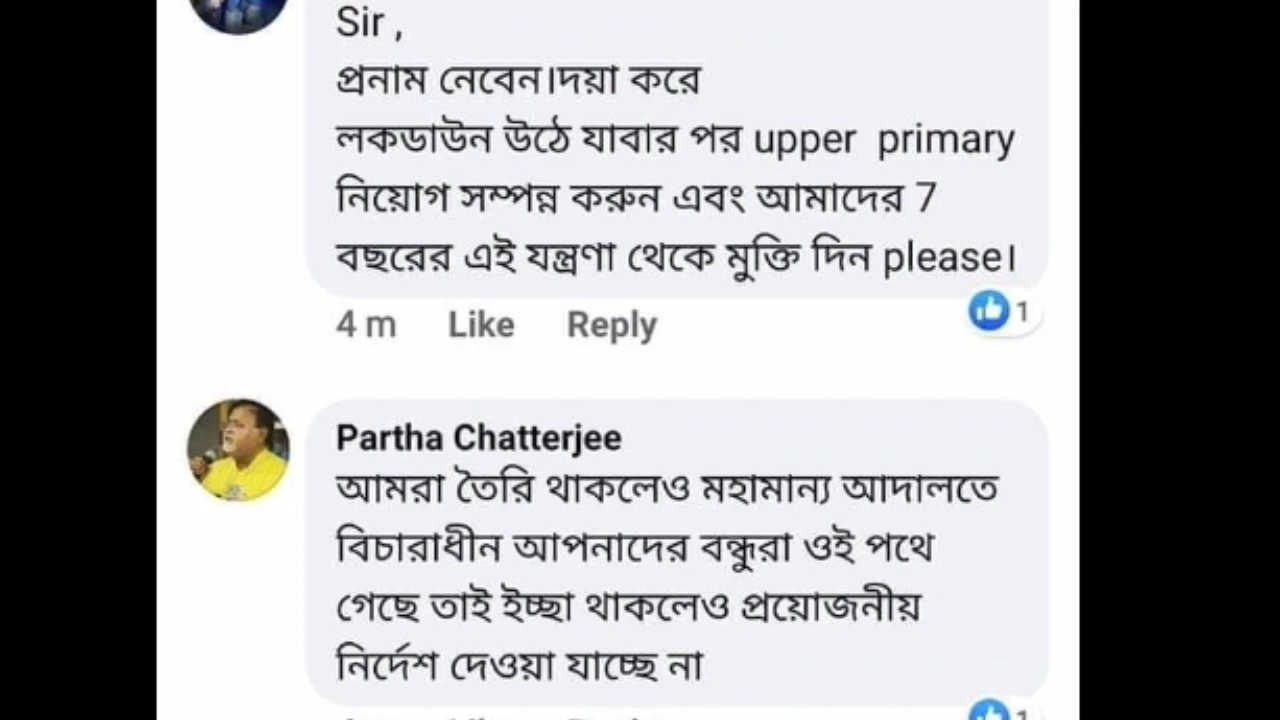 Sir ,
প্রনাম নেবেন।দয়া করে
লকডাউন উঠে যাবার পর upper primary
নিয়োগ সম্পন্ন করুন এবং আমাদের 7
বছরের এই যন্ত্রণা থেকে মুক্তি দিন please।
4 m Like Reply 1
Partha Chatterjee
আমরা তৈরি থাকলেও মহামান্য আদালতে
বিচারাধীন আপনাদের বন্ধুরা ওই পথে
গেছে তাই ইচ্ছা থাকলেও প্রয়োজনীয়
নির্দেশ দেওয়া যাচ্ছে না